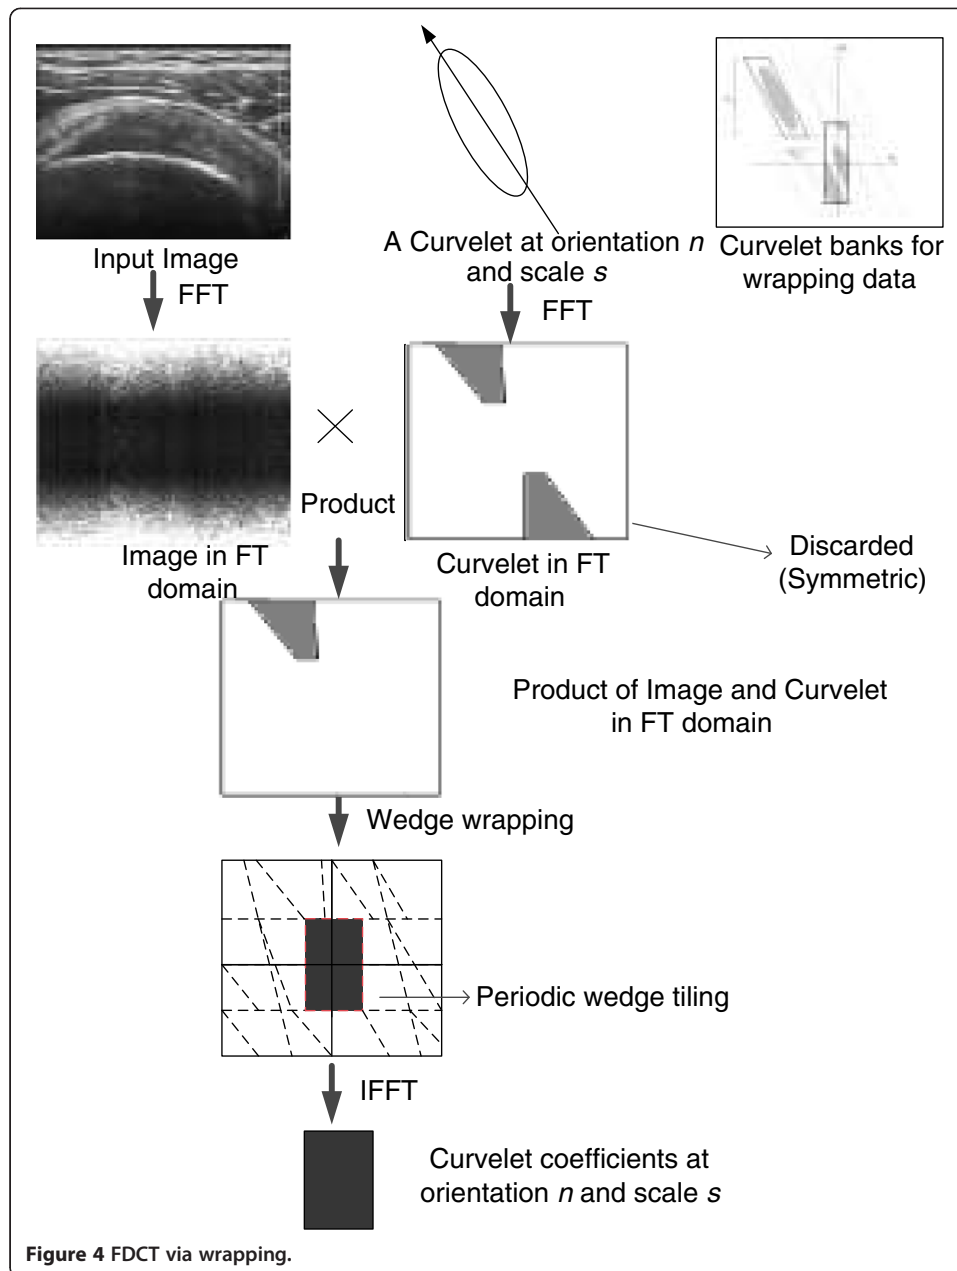 Input Image
FFT
A Curvelet at orientation n
and scale s
FFT
Curvelet banks for
wrapping data
Product
Image in FT
domain
Curvelet in FT
domain
Discarded
(Symmetric)
Product of Image and Curvelet
in FT domain
Wedge wrapping
Periodic wedge tiling
IFFT
Curvelet coefficients at
orientation n and scale s
Figure 4 FDCT via wrapping.